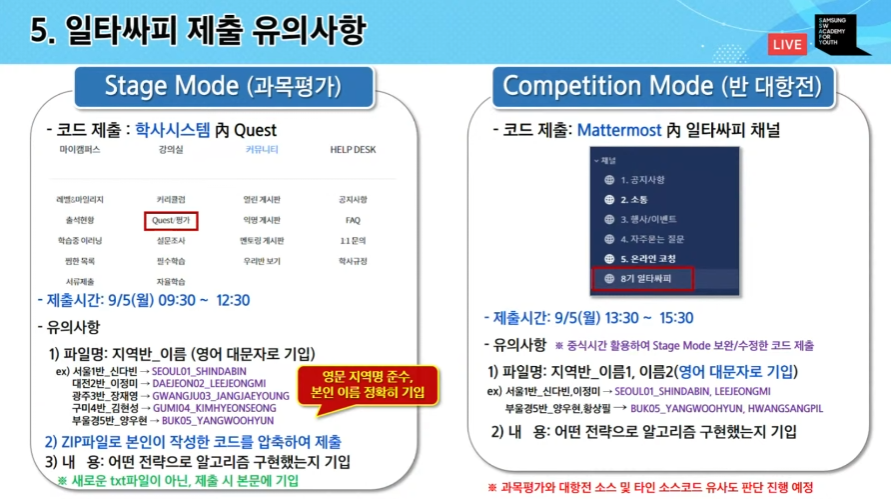 5. 일타싸피 제출 유의사항
LIVE
SAMSUNG
SW
ACADEMY
FOR
YOUTH
Stage Mode (과목평가)
- 코드 제출 : 학사시스템 內 Quest
마이캠퍼스 강의실 커뮤니티 HELP DESK
레벨&마일리지 커리큘럼 열린 게시판 공지사항
출석현황 Quest/평가 익명 게시판 FAQ
학습중 이러닝 설문조사 멘토링 게시판 1:1 문의
찜한 목록 필수학습 우리반 보기 학사규정
서류제출 자율학습
- 제출시간: 9/5(월) 09:30 ~ 12:30
- 유의사항
1) 파일명: 지역반_이름 (영어 대문자로 기입)
ex) 서울1반_신다빈 → SEOUL01_SHINDABIN
대전2반_이정미 → DAEJEON02_LEEJEONGMI
광주3반_장재영 → GWANGJU03_JANGJAEYOUNG
구미4반_김현성 → GUMI04_KIMHYEONSEONG
부울경5반_양우현 → BUK05_YANGWOOHYUN
영문 지역명 준수,
본인 이름 정확히 기입
2) ZIP파일로 본인이 작성한 코드를 압축하여 제출
3) 내 용: 어떤 전략으로 알고리즘 구현했는지 기입
※ 새로운 txt파일이 아닌, 제출 시 본문에 기입
Competition Mode (반 대항전)
- 코드 제출: Mattermost 內 일타싸피 채널
채널
1. 공지사항
2. 소통
3. 행사/이벤트
4. 자주묻는 질문
5. 온라인 코칭
8기 일타싸피
- 제출시간: 9/5(월) 13:30 ~ 15:30
- 유의사항 ※ 중식시간 활용하여 Stage Mode 보완/수정한 코드 제출
1) 파일명: 지역반_이름1, 이름2(영어 대문자로 기입)
ex) 서울1반_신다빈,이정미 → SEOUL01_SHINDABIN, LEEJEONGMI
부울경5반_양우현,황상필 → BUK05_YANGWOOHYUN, HWANGSANGPIL
2) 내 용: 어떤 전략으로 알고리즘 구현했는지 기입
※ 과목평가와 대항전 소스 및 타인 소스코드 유사도 판단 진행 예정